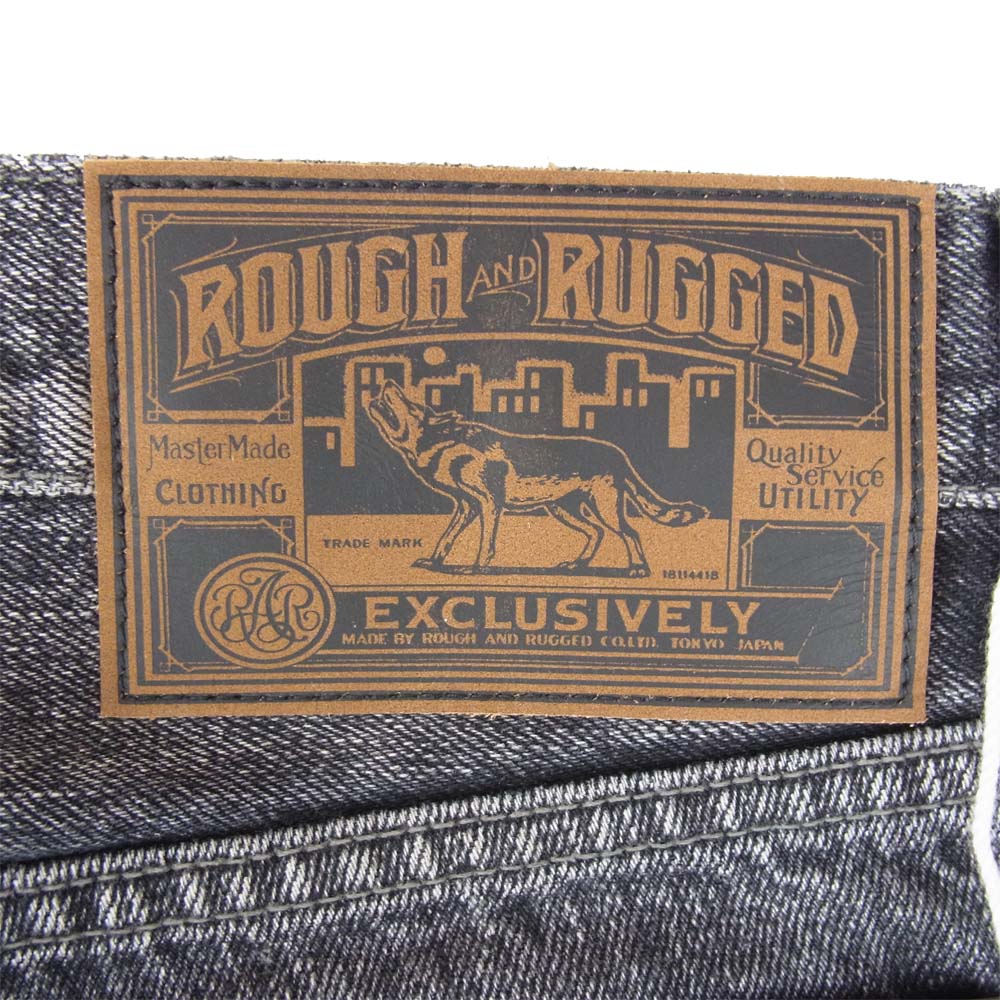 ROUGH AND RUGGED
MasterMade
CLOTHING
Quality
Service
UTILITY
TRADE MARK
18114418
RAR
EXCLUSIVELY
MADE BY ROUGH AND RUGGED CO.LTD. TOKYO JAPAN